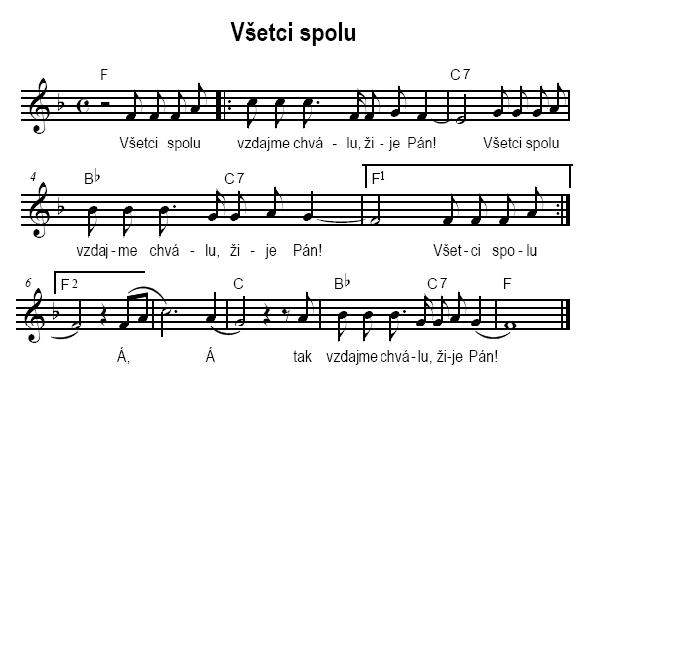 Všetci spolu
F C7
Všetci spolu vzdajme chvá - lu, ži - je Pán! Všetci spolu
4 B♭ C7 F1
vzdaj - me chvá - lu, ži - je Pán! Všet - ci spo - lu
6 F2 C B♭ C7 F
Á, Á tak vzdajme chvá - lu, ži - je Pán!